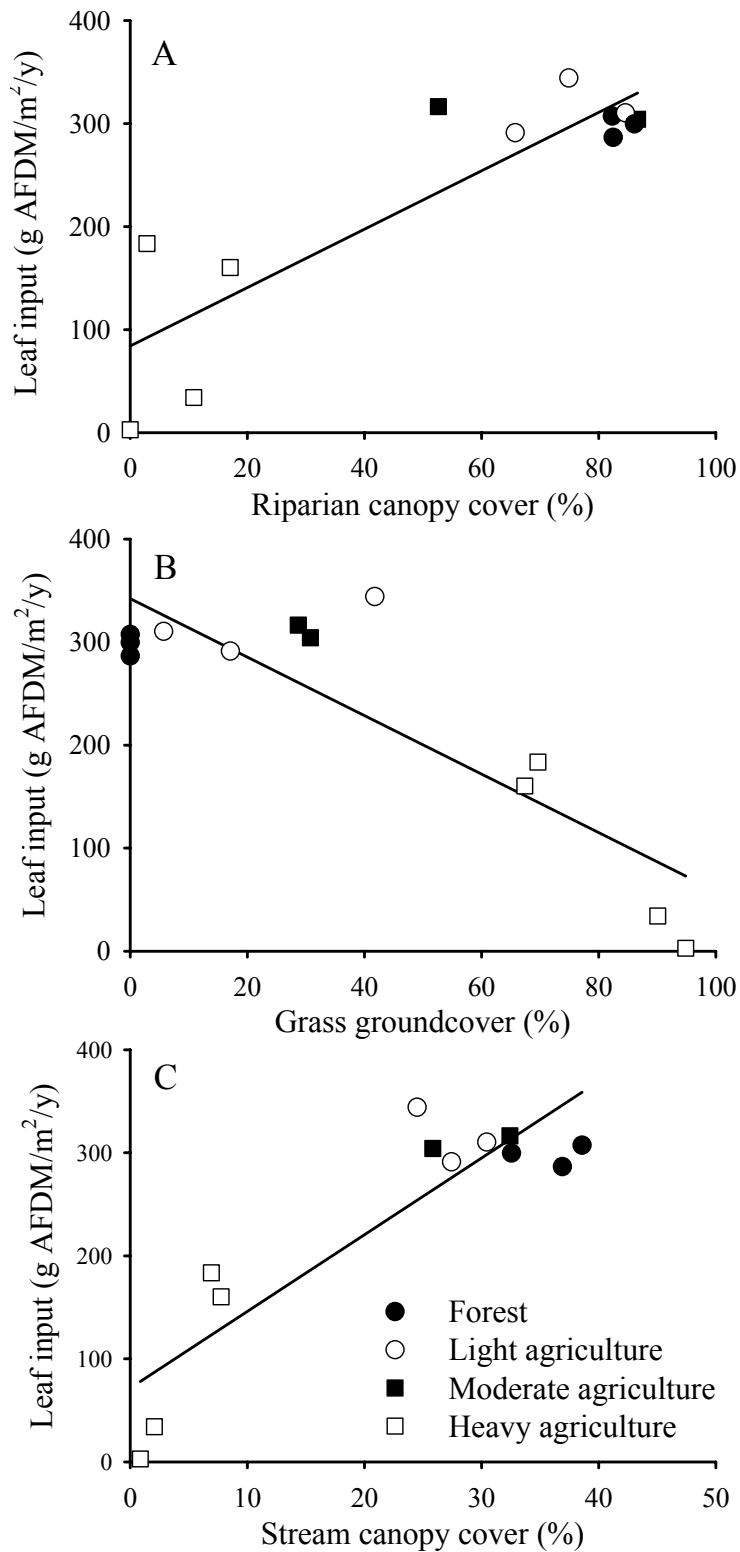 400
A
300
200
100
0
Leaf input (g AFDM/m²/y)
0 20 40 60 80 100
Riparian canopy cover (%)
400
B
300
200
100
0
Leaf input (g AFDM/m²/y)
0 20 40 60 80 100
Grass groundcover (%)
400
C
300
200
100
0
Leaf input (g AFDM/m²/y)
Forest
Light agriculture
Moderate agriculture
Heavy agriculture
0 10 20 30 40 50
Stream canopy cover (%)